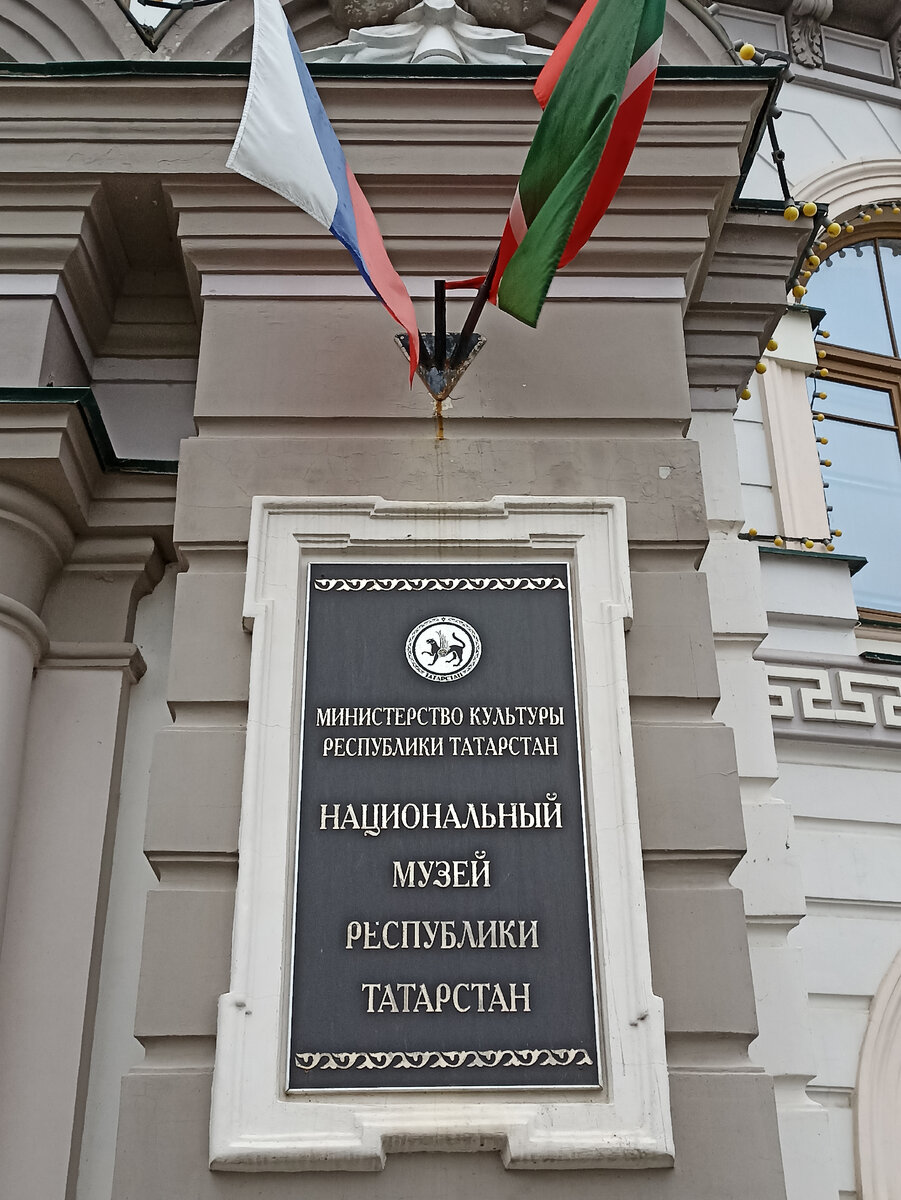 ТАТАРСТАН
МИНИСТЕРСТВО КУЛЬТУРЫ
РЕСПУБЛИКИ ТАТАРСТАН
НАЦИОНАЛЬНЫЙ
МУЗЕЙ
РЕСПУБЛИКИ
ТАТАРСТАН